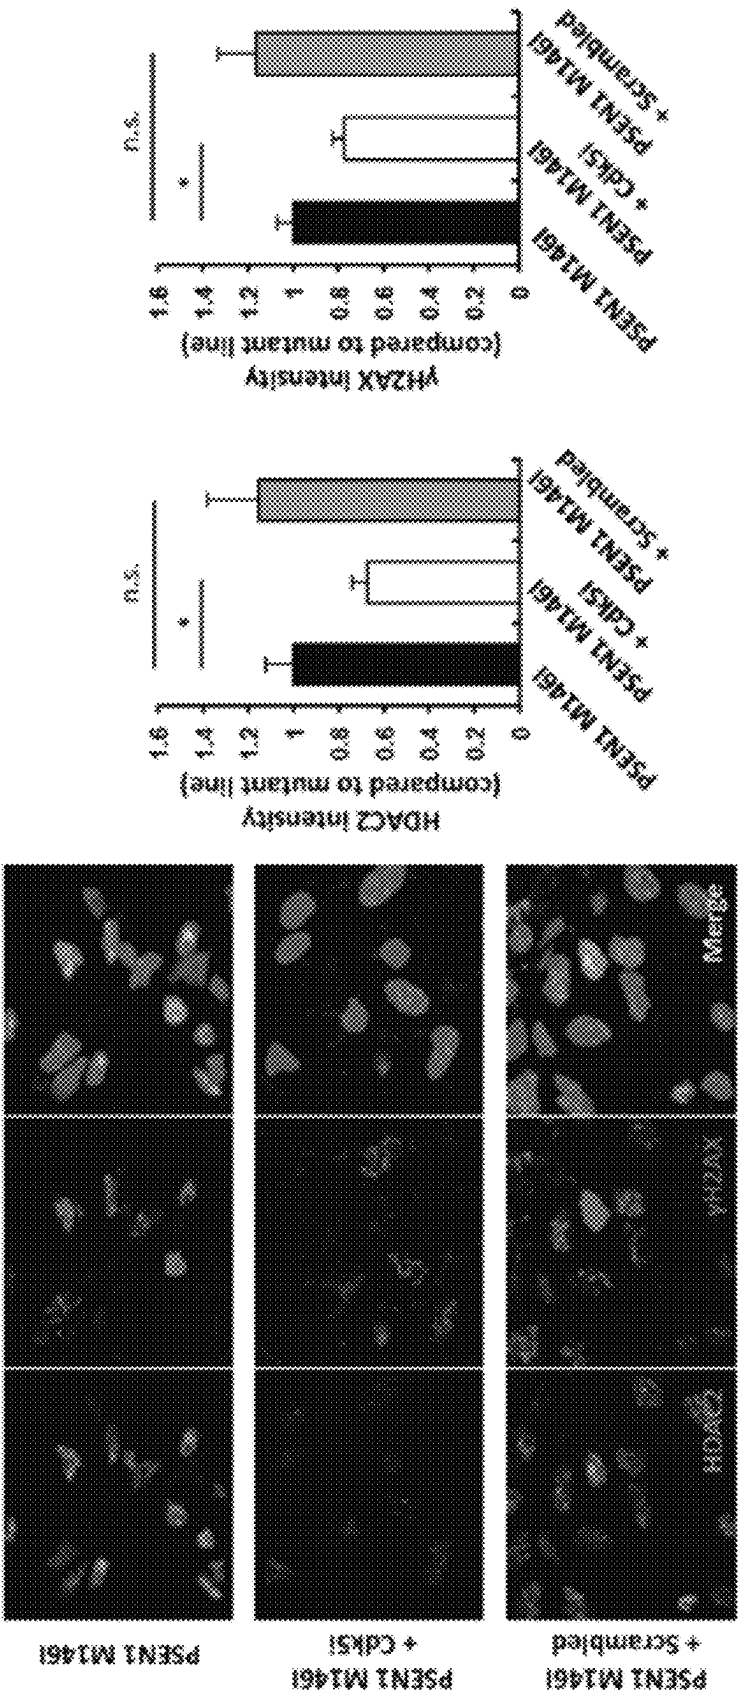 PSEN1 M146I
PSEN1 M146I
+ Cdk5i
PSEN1 M146I
+ Scrambled
HDAC2
γH2AX
Merge
HDAC2 intensity
(compared to mutant line)
1.6
1.4
1.2
1
0.8
0.6
0.4
0.2
0
n.s.
*
PSEN1 M146I
PSEN1 M146I
+ Cdk5i
PSEN1 M146I
+ Scrambled
γH2AX intensity
(compared to mutant line)
1.6
1.4
1.2
1
0.8
0.6
0.4
0.2
0
n.s.
*
PSEN1 M146I
PSEN1 M146I
+ Cdk5i
PSEN1 M146I
+ Scrambled